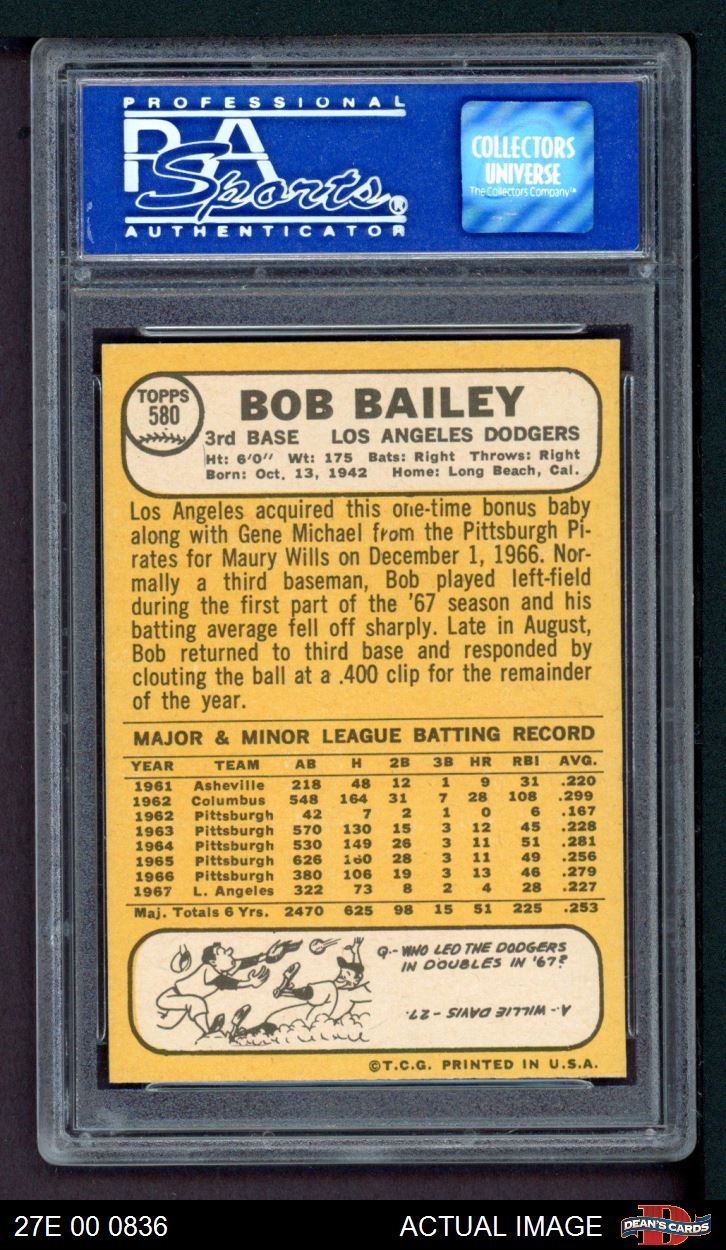 PROFESSIONAL
PSA
Sports®
AUTHENTICATOR
COLLECTORS
UNIVERSE
The Collectors Company™
TOPPS
580
BOB BAILEY
3rd BASE LOS ANGELES DODGERS
Ht: 6'0" Wt: 175 Bats: Right Throws: Right
Born: Oct. 13, 1942 Home: Long Beach, Cal.
Los Angeles acquired this one-time bonus baby
along with Gene Michael from the Pittsburgh Pi-
rates for Maury Wills on December 1, 1966. Nor-
mally a third baseman, Bob played left-field
during the first part of the '67 season and his
batting average fell off sharply. Late in August,
Bob returned to third base and responded by
clouting the ball at a .400 clip for the remainder
of the year.
MAJOR & MINOR LEAGUE BATTING RECORD
YEAR TEAM AB H 2B 3B HR RBI AVG.
1961 Asheville 218 48 12 1 9 31 .220
1962 Columbus 548 164 31 7 28 108 .299
1962 Pittsburgh 42 7 2 1 0 6 .167
1963 Pittsburgh 570 130 15 3 12 45 .228
1964 Pittsburgh 530 149 26 3 11 51 .281
1965 Pittsburgh 626 160 28 3 11 49 .256
1966 Pittsburgh 380 106 19 3 13 46 .279
1967 L. Angeles 322 73 8 2 4 28 .227
Maj. Totals 6 Yrs. 2470 625 98 15 51 225 .253
Q.- WHO LED THE DODGERS
IN DOUBLES IN '67?
A.- WILLIE DAVIS - 27.
©T.C.G. PRINTED IN U.S.A.
27E 00 0836
ACTUAL IMAGE
D
DEAN'S CARDS